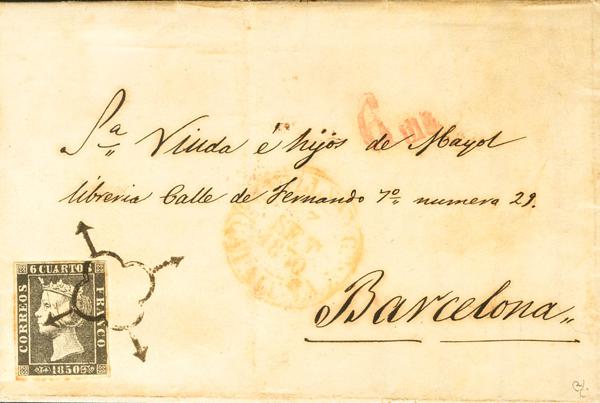 Sª Viuda é hijos de Mayol
libreria Calle de Fernando 7º numero 29.
Barcelona
6 CUARTOS
CORREOS
FRANCO
1850